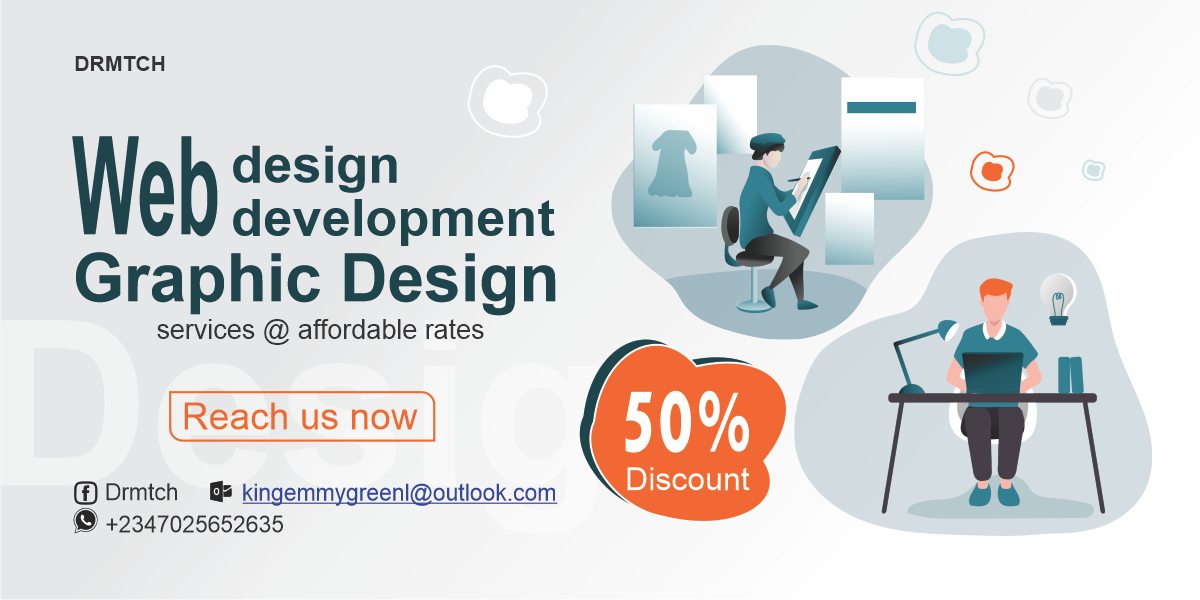 DRMTCH
Web design
development
Graphic Design
services @ affordable rates
Reach us now
50%
Discount
Drmtch kingemmygreenl@outlook.com
+2347025652635
Design